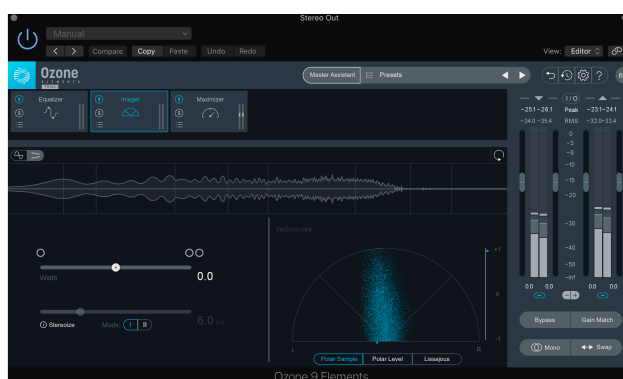 Stereo Out
Manual
Compare Copy Paste Undo Redo View: Editor
Ozone
ELEMENTS
Master Assistant Presets ?
Equalizer Imager Maximizer
S S S
I/O
-25.1 -26.1 Peak -23.1 -24.1
-34.0 -35.4 RMS -32.0 -33.4
0
-3
-6
-10
-15
-20
-30
-40
-50
-Inf
0.0 0.0 0.0 0.0
Vectorscope
Width 0.0
Stereoize Mode: I II 6.0 ms
+1
0
-1
L R
Polar Sample Polar Level Lissajous
Bypass Gain Match
Mono Swap
Ozone 9 Elements